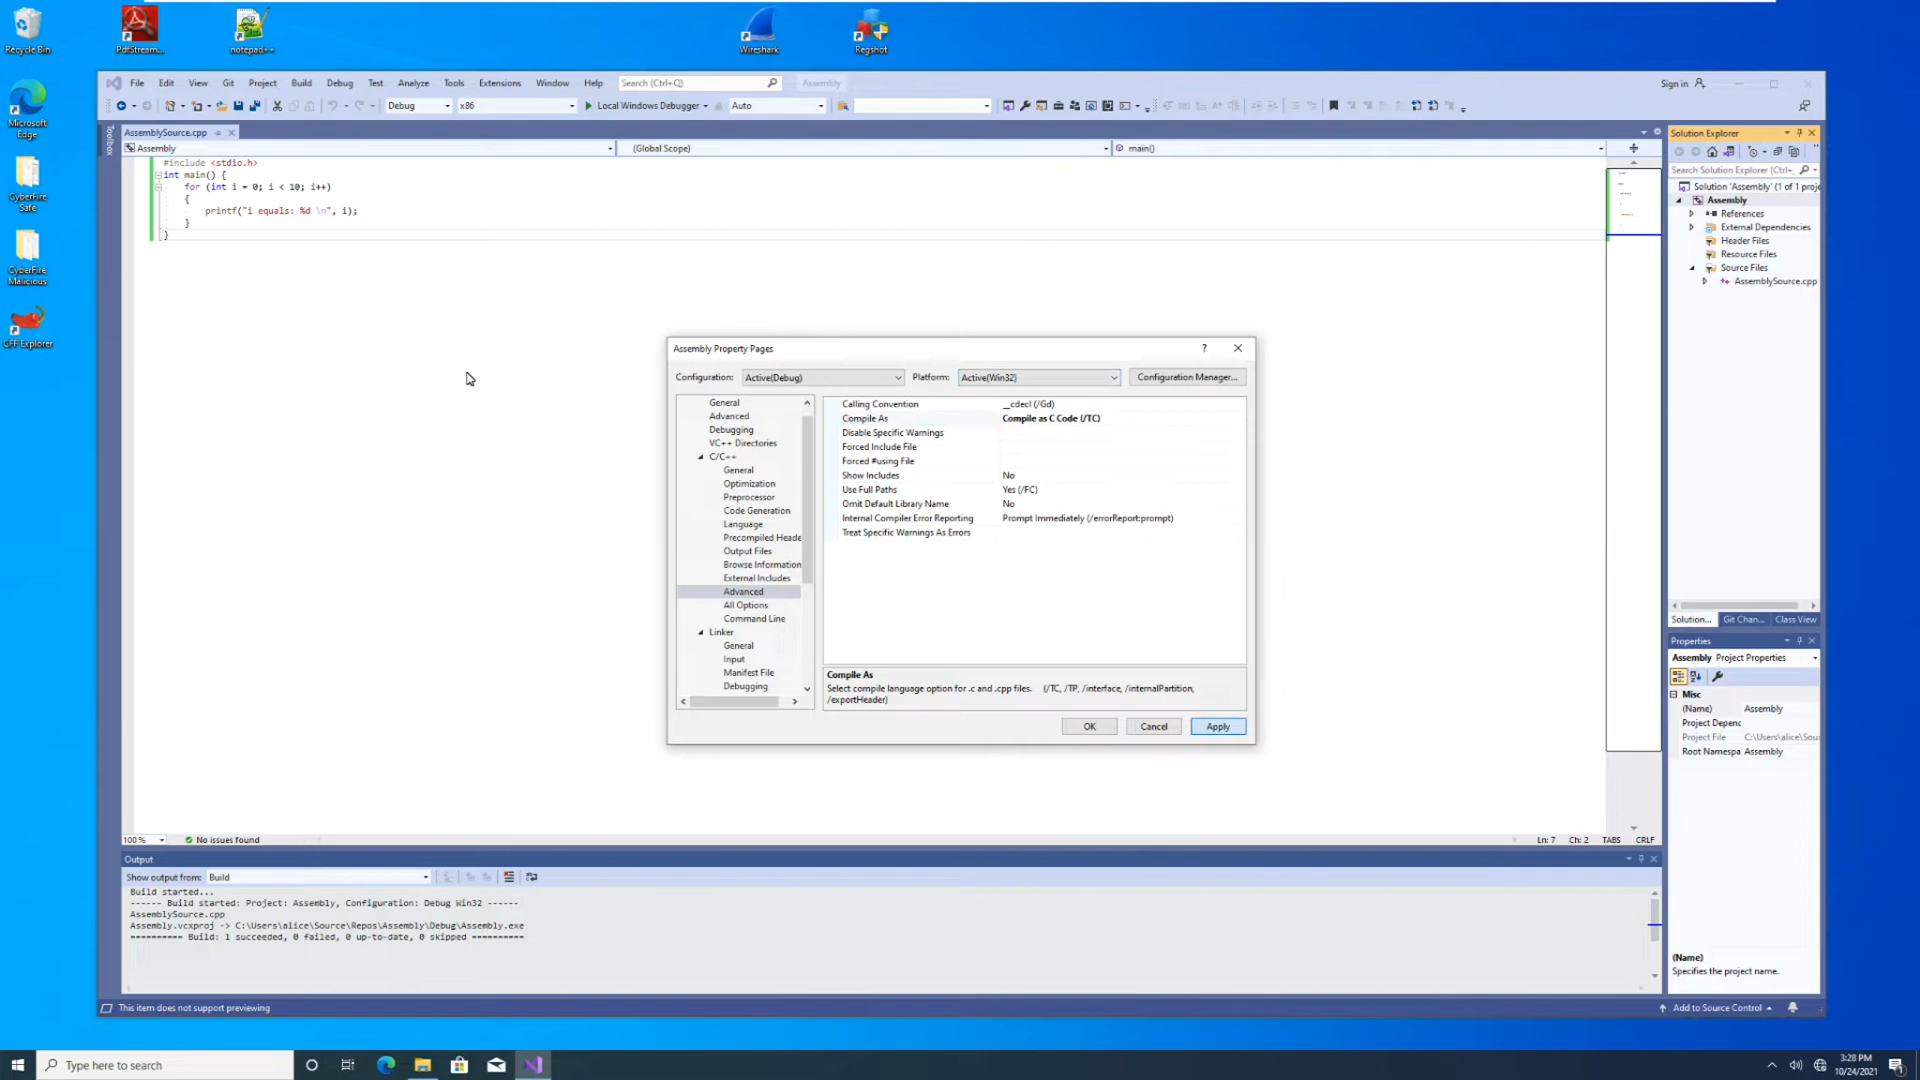 Recycle Bin
PdfStream...
notepad++
Wireshark
Regshot
Microsoft
Edge
CyberFire
Safe
CyberFire
Malicious
CFF Explorer
File Edit View Git Project Build Debug Test Analyze Tools Extensions Window Help Search (Ctrl+Q) Assembly Sign in
Debug x86 Local Windows Debugger Auto
Toolbox
AssemblySource.cpp
Assembly (Global Scope) main()
#include <stdio.h>
int main() {
for (int i = 0; i < 10; i++)
{
printf("i equals: %d \n", i);
}
}
Assembly Property Pages ?
Configuration: Active(Debug) Platform: Active(Win32) Configuration Manager...
General
Advanced
Debugging
VC++ Directories
C/C++
General
Optimization
Preprocessor
Code Generation
Language
Precompiled Heade
Output Files
Browse Information
External Includes
Advanced
All Options
Command Line
Linker
General
Input
Manifest File
Debugging
Calling Convention __cdecl (/Gd)
Compile As Compile as C Code (/TC)
Disable Specific Warnings
Forced Include File
Forced #using File
Show Includes No
Use Full Paths Yes (/FC)
Omit Default Library Name No
Internal Compiler Error Reporting Prompt Immediately (/errorReport:prompt)
Treat Specific Warnings As Errors
Compile As
Select compile language option for .c and .cpp files. (/TC, /TP, /interface, /internalPartition,
/exportHeader)
OK Cancel Apply
Solution Explorer
Search Solution Explorer (Ctrl+;
Solution 'Assembly' (1 of 1 proje
Assembly
References
External Dependencies
Header Files
Resource Files
Source Files
AssemblySource.cpp
Solution... Git Chan... Class View
Properties
Assembly Project Properties
Misc
(Name) Assembly
Project Depenc
Project File C:\Users\alice\Sou
Root Namespa Assembly
(Name)
Specifies the project name.
100 % No issues found Ln: 7 Ch: 2 TABS CRLF
Output
Show output from: Build
Build started...
------ Build started: Project: Assembly, Configuration: Debug Win32 ------
AssemblySource.cpp
Assembly.vcxproj -> C:\Users\alice\Source\Repos\Assembly\Debug\Assembly.exe
========== Build: 1 succeeded, 0 failed, 0 up-to-date, 0 skipped ==========
This item does not support previewing Add to Source Control
Type here to search
3:28 PM
10/24/2021